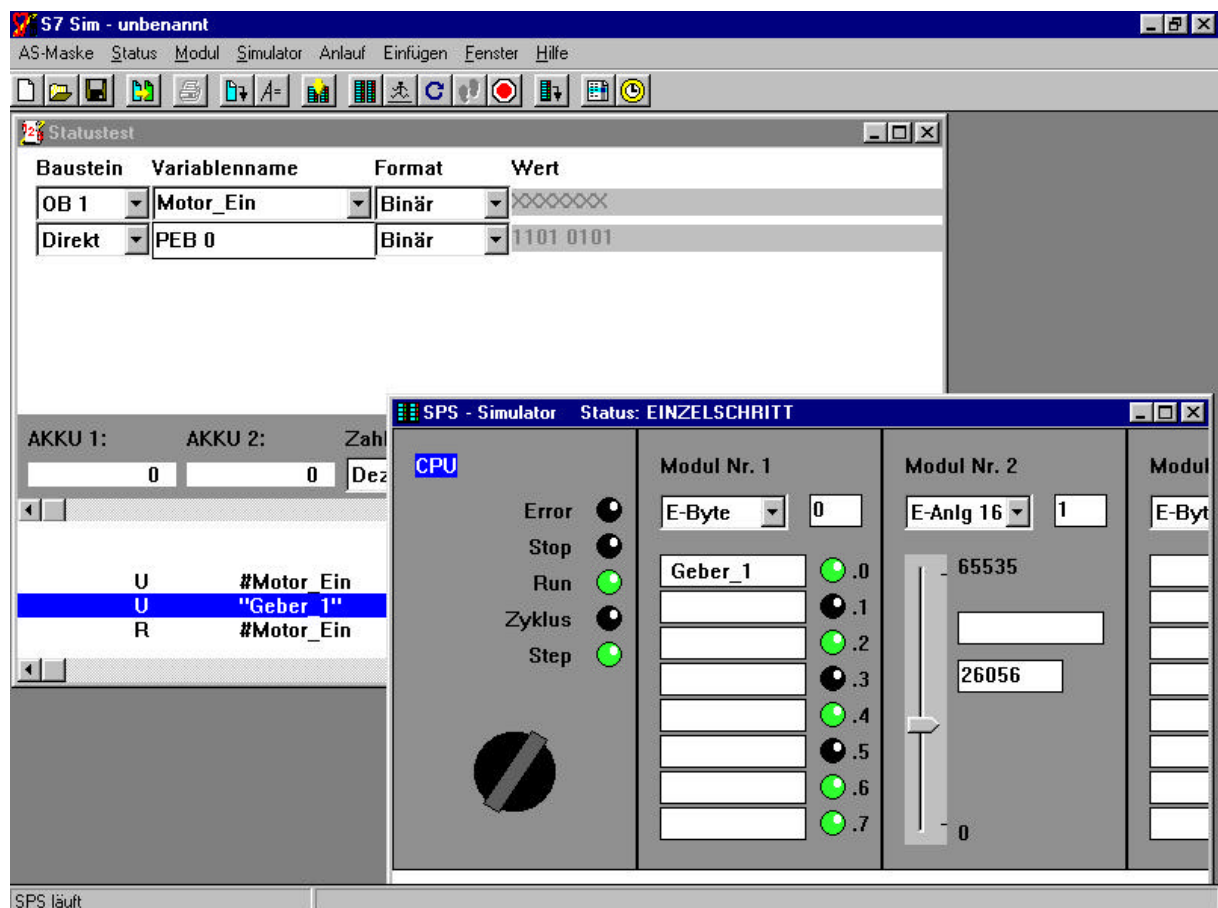 S7 Sim - unbenannt
AS-Maske Status Modul Simulator Anlauf Einfügen Fenster Hilfe
Statustest
Baustein Variablenname Format Wert
OB 1 Motor_Ein Binär XXXXXXXX
Direkt PEB 0 Binär 1101 0101
AKKU 1: AKKU 2: Zahl
0 0 Dez
U #Motor_Ein
U "Geber_1"
R #Motor_Ein
SPS - Simulator Status: EINZELSCHRITT
CPU
Error
Stop
Run
Zyklus
Step
Modul Nr. 1
E-Byte 0
Geber_1 .0
.1
.2
.3
.4
.5
.6
.7
Modul Nr. 2
E-Anlg 16 1
65535
26056
0
Modul
E-Byt
SPS läuft